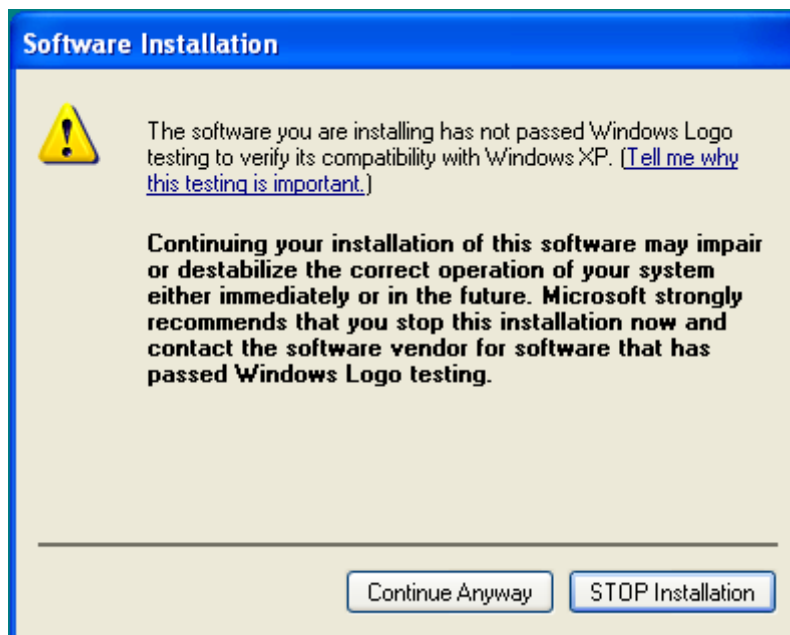 Software Installation
The software you are installing has not passed Windows Logo
testing to verify its compatibility with Windows XP. (Tell me why
this testing is important.)
Continuing your installation of this software may impair
or destabilize the correct operation of your system
either immediately or in the future. Microsoft strongly
recommends that you stop this installation now and
contact the software vendor for software that has
passed Windows Logo testing.
Continue Anyway
STOP Installation